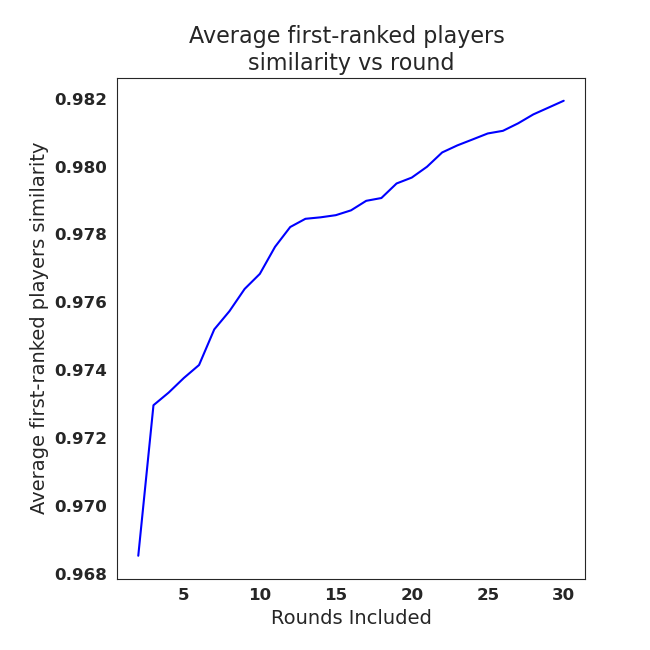 Average first-ranked players
similarity vs round
Average first-ranked players similarity
0.982
0.980
0.978
0.976
0.974
0.972
0.970
0.968
5 10 15 20 25 30
Rounds Included